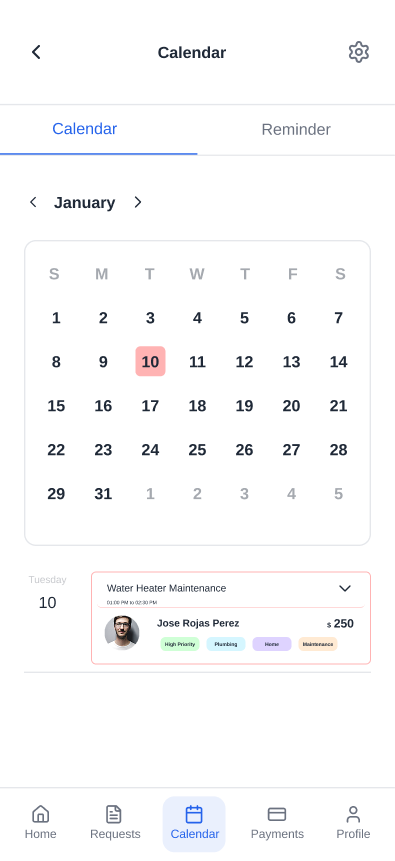 Calendar
Calendar Reminder
January
S M T W T F S
1 2 3 4 5 6 7
8 9 10 11 12 13 14
15 16 17 18 19 20 21
22 23 24 25 26 27 28
29 31 1 2 3 4 5
Tuesday
10
Water Heater Maintenance
01:00 PM to 02:30 PM
Jose Rojas Perez
$ 250
High Priority Plumbing Home Maintenance
Home Requests Calendar Payments Profile